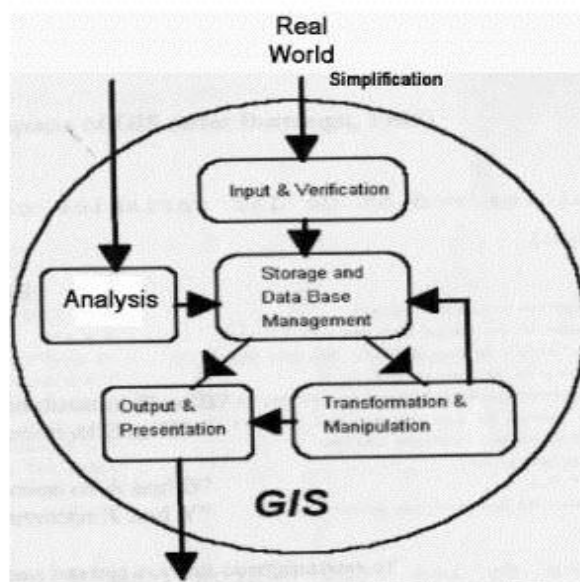 Real
World
Simplification
Input & Verification
Analysis
Storage and
Data Base
Management
Output &
Presentation
Transformation &
Manipulation
GIS